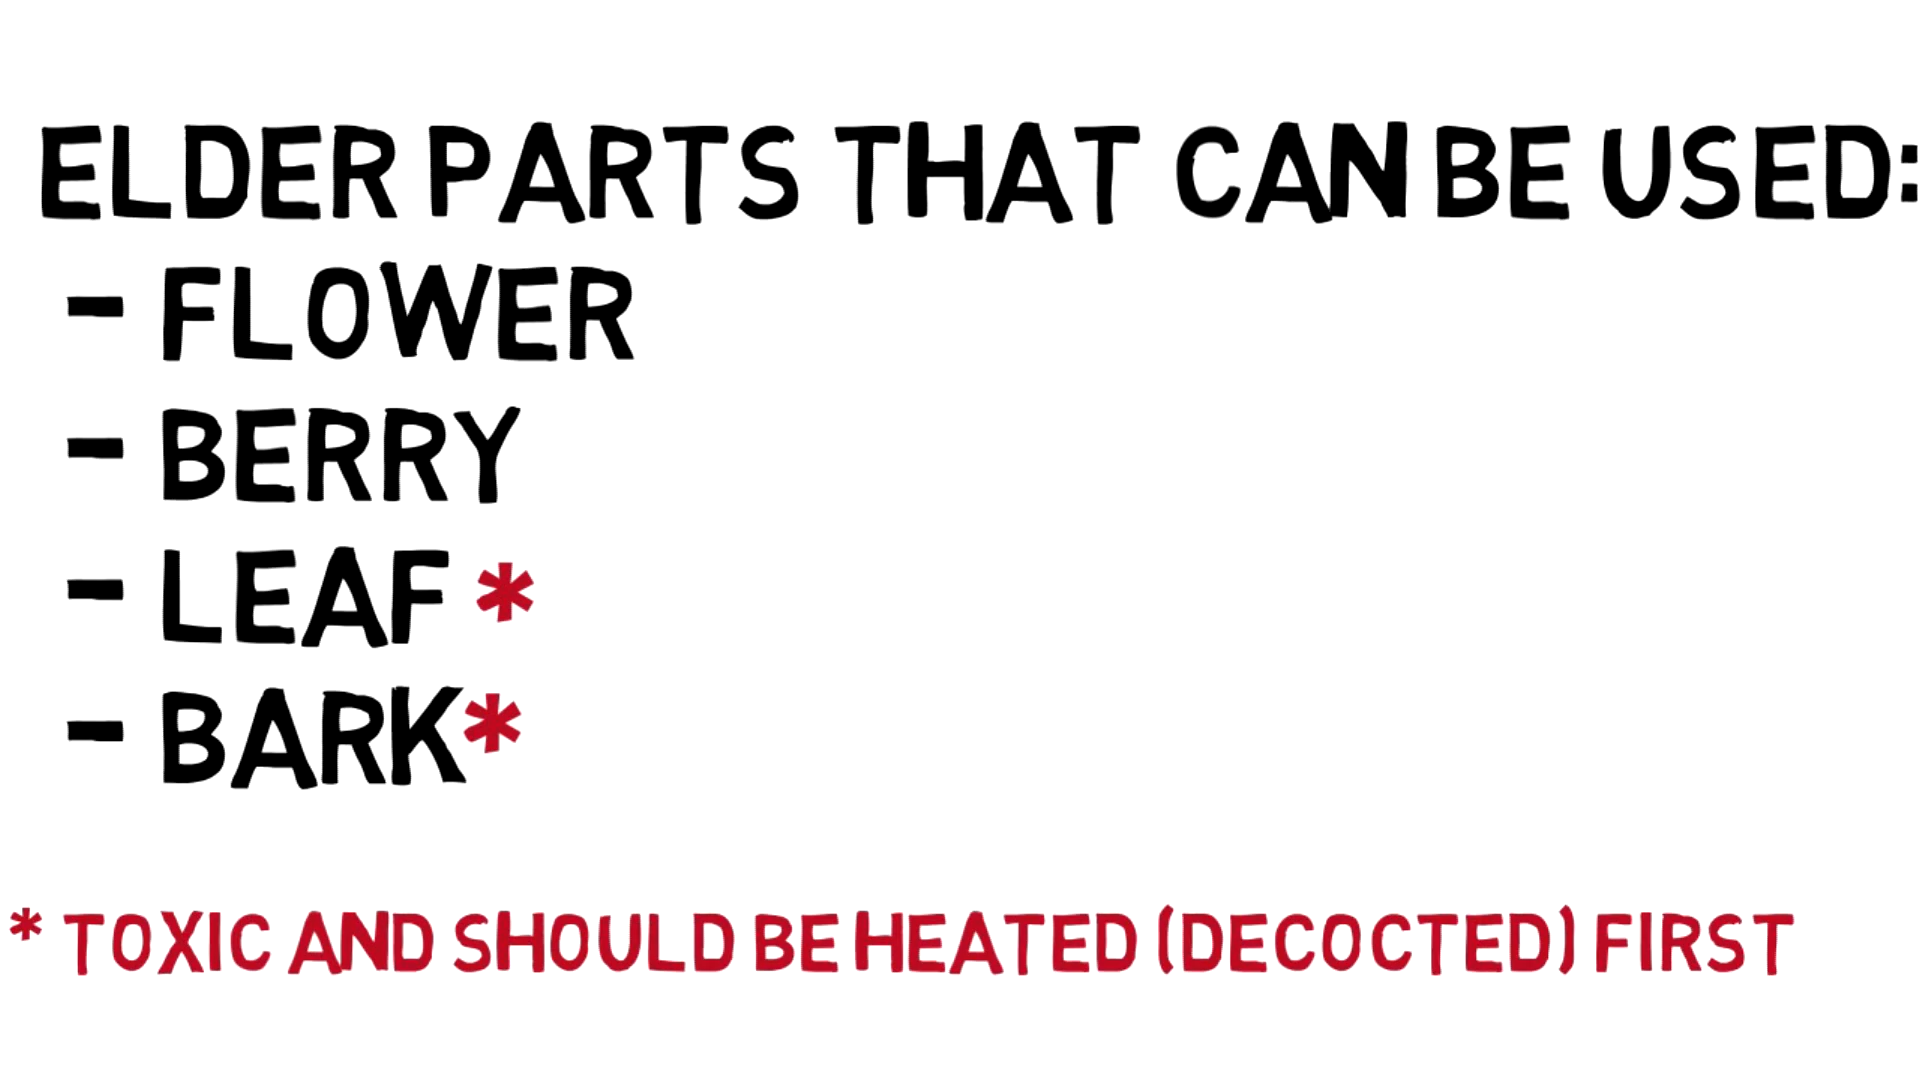 ELDER PARTS THAT CAN BE USED:
- FLOWER
- BERRY
- LEAF *
- BARK*
* TOXIC AND SHOULD BE HEATED (DECOCTED) FIRST